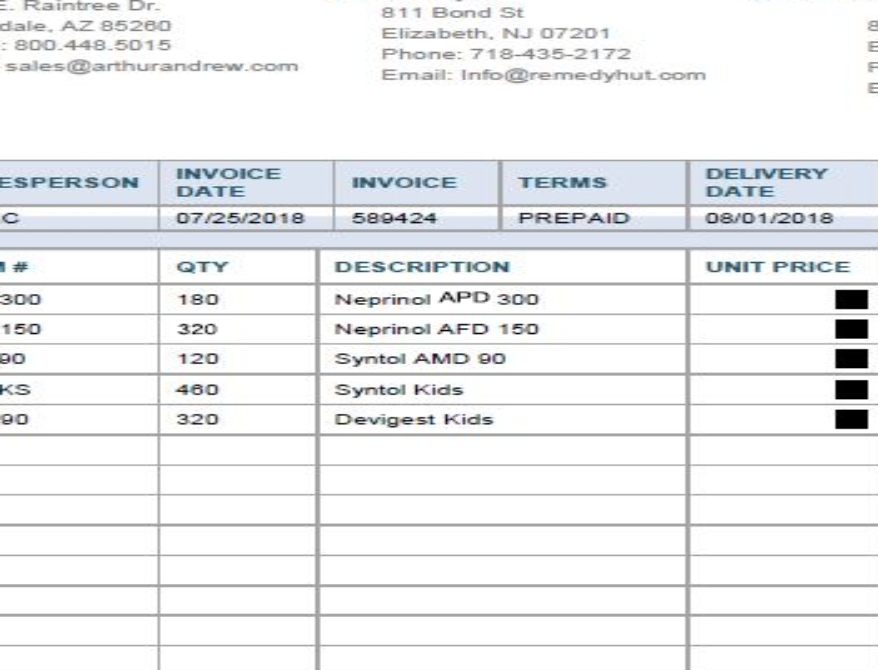 E. Raintree Dr.
dale, AZ 85260
: 800.448.5015
sales@arthurandrew.com
811 Bond St
Elizabeth, NJ 07201
Phone: 718-435-2172
Email: Info@remedyhut.com
ESPERSON INVOICE DATE INVOICE TERMS DELIVERY DATE
C 07/25/2018 589424 PREPAID 08/01/2018
# QTY DESCRIPTION UNIT PRICE
300 180 Neprinol APD 300
150 320 Neprinol AFD 150
90 120 Syntol AMD 90
KS 460 Syntol Kids
90 320 Devigest Kids